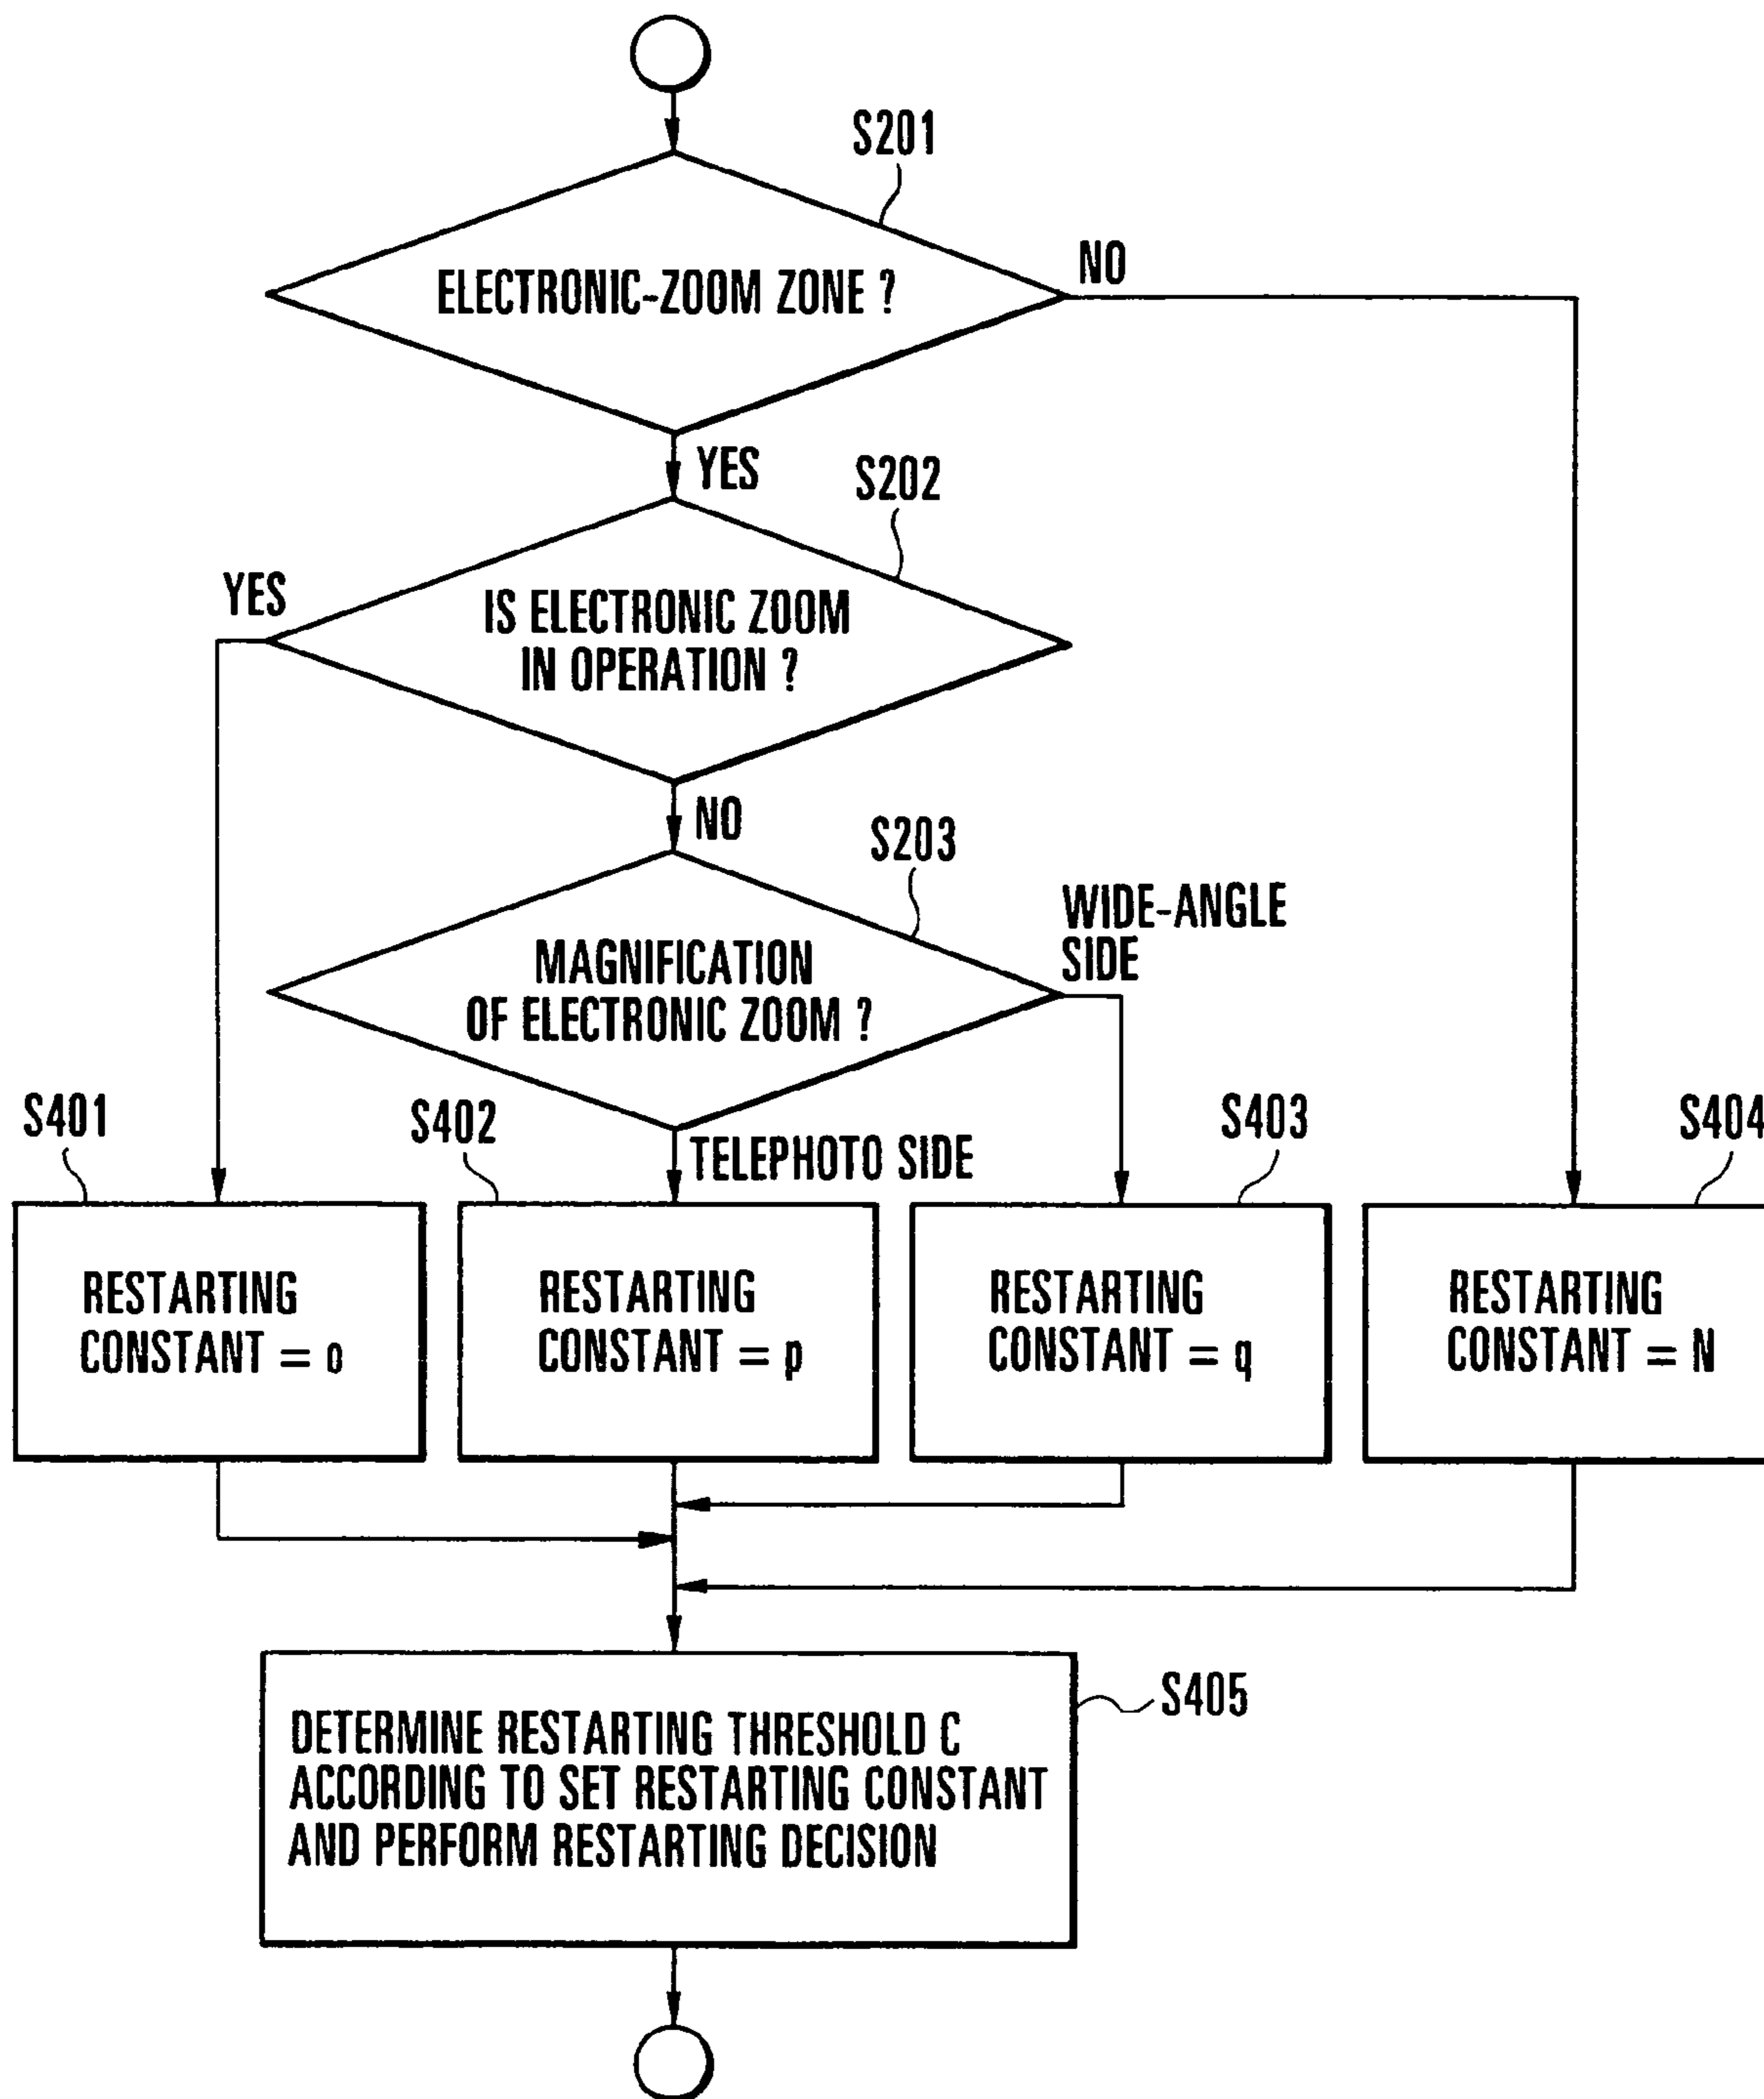 S201
ELECTRONIC-ZOOM ZONE ?
NO
YES
S202
YES
IS ELECTRONIC ZOOM
IN OPERATION ?
NO
S203
WIDE-ANGLE
SIDE
MAGNIFICATION
OF ELECTRONIC ZOOM ?
TELEPHOTO SIDE
S401
S402
S403
S404
RESTARTING
CONSTANT = o
RESTARTING
CONSTANT = p
RESTARTING
CONSTANT = q
RESTARTING
CONSTANT = N
S405
DETERMINE RESTARTING THRESHOLD C
ACCORDING TO SET RESTARTING CONSTANT
AND PERFORM RESTARTING DECISION